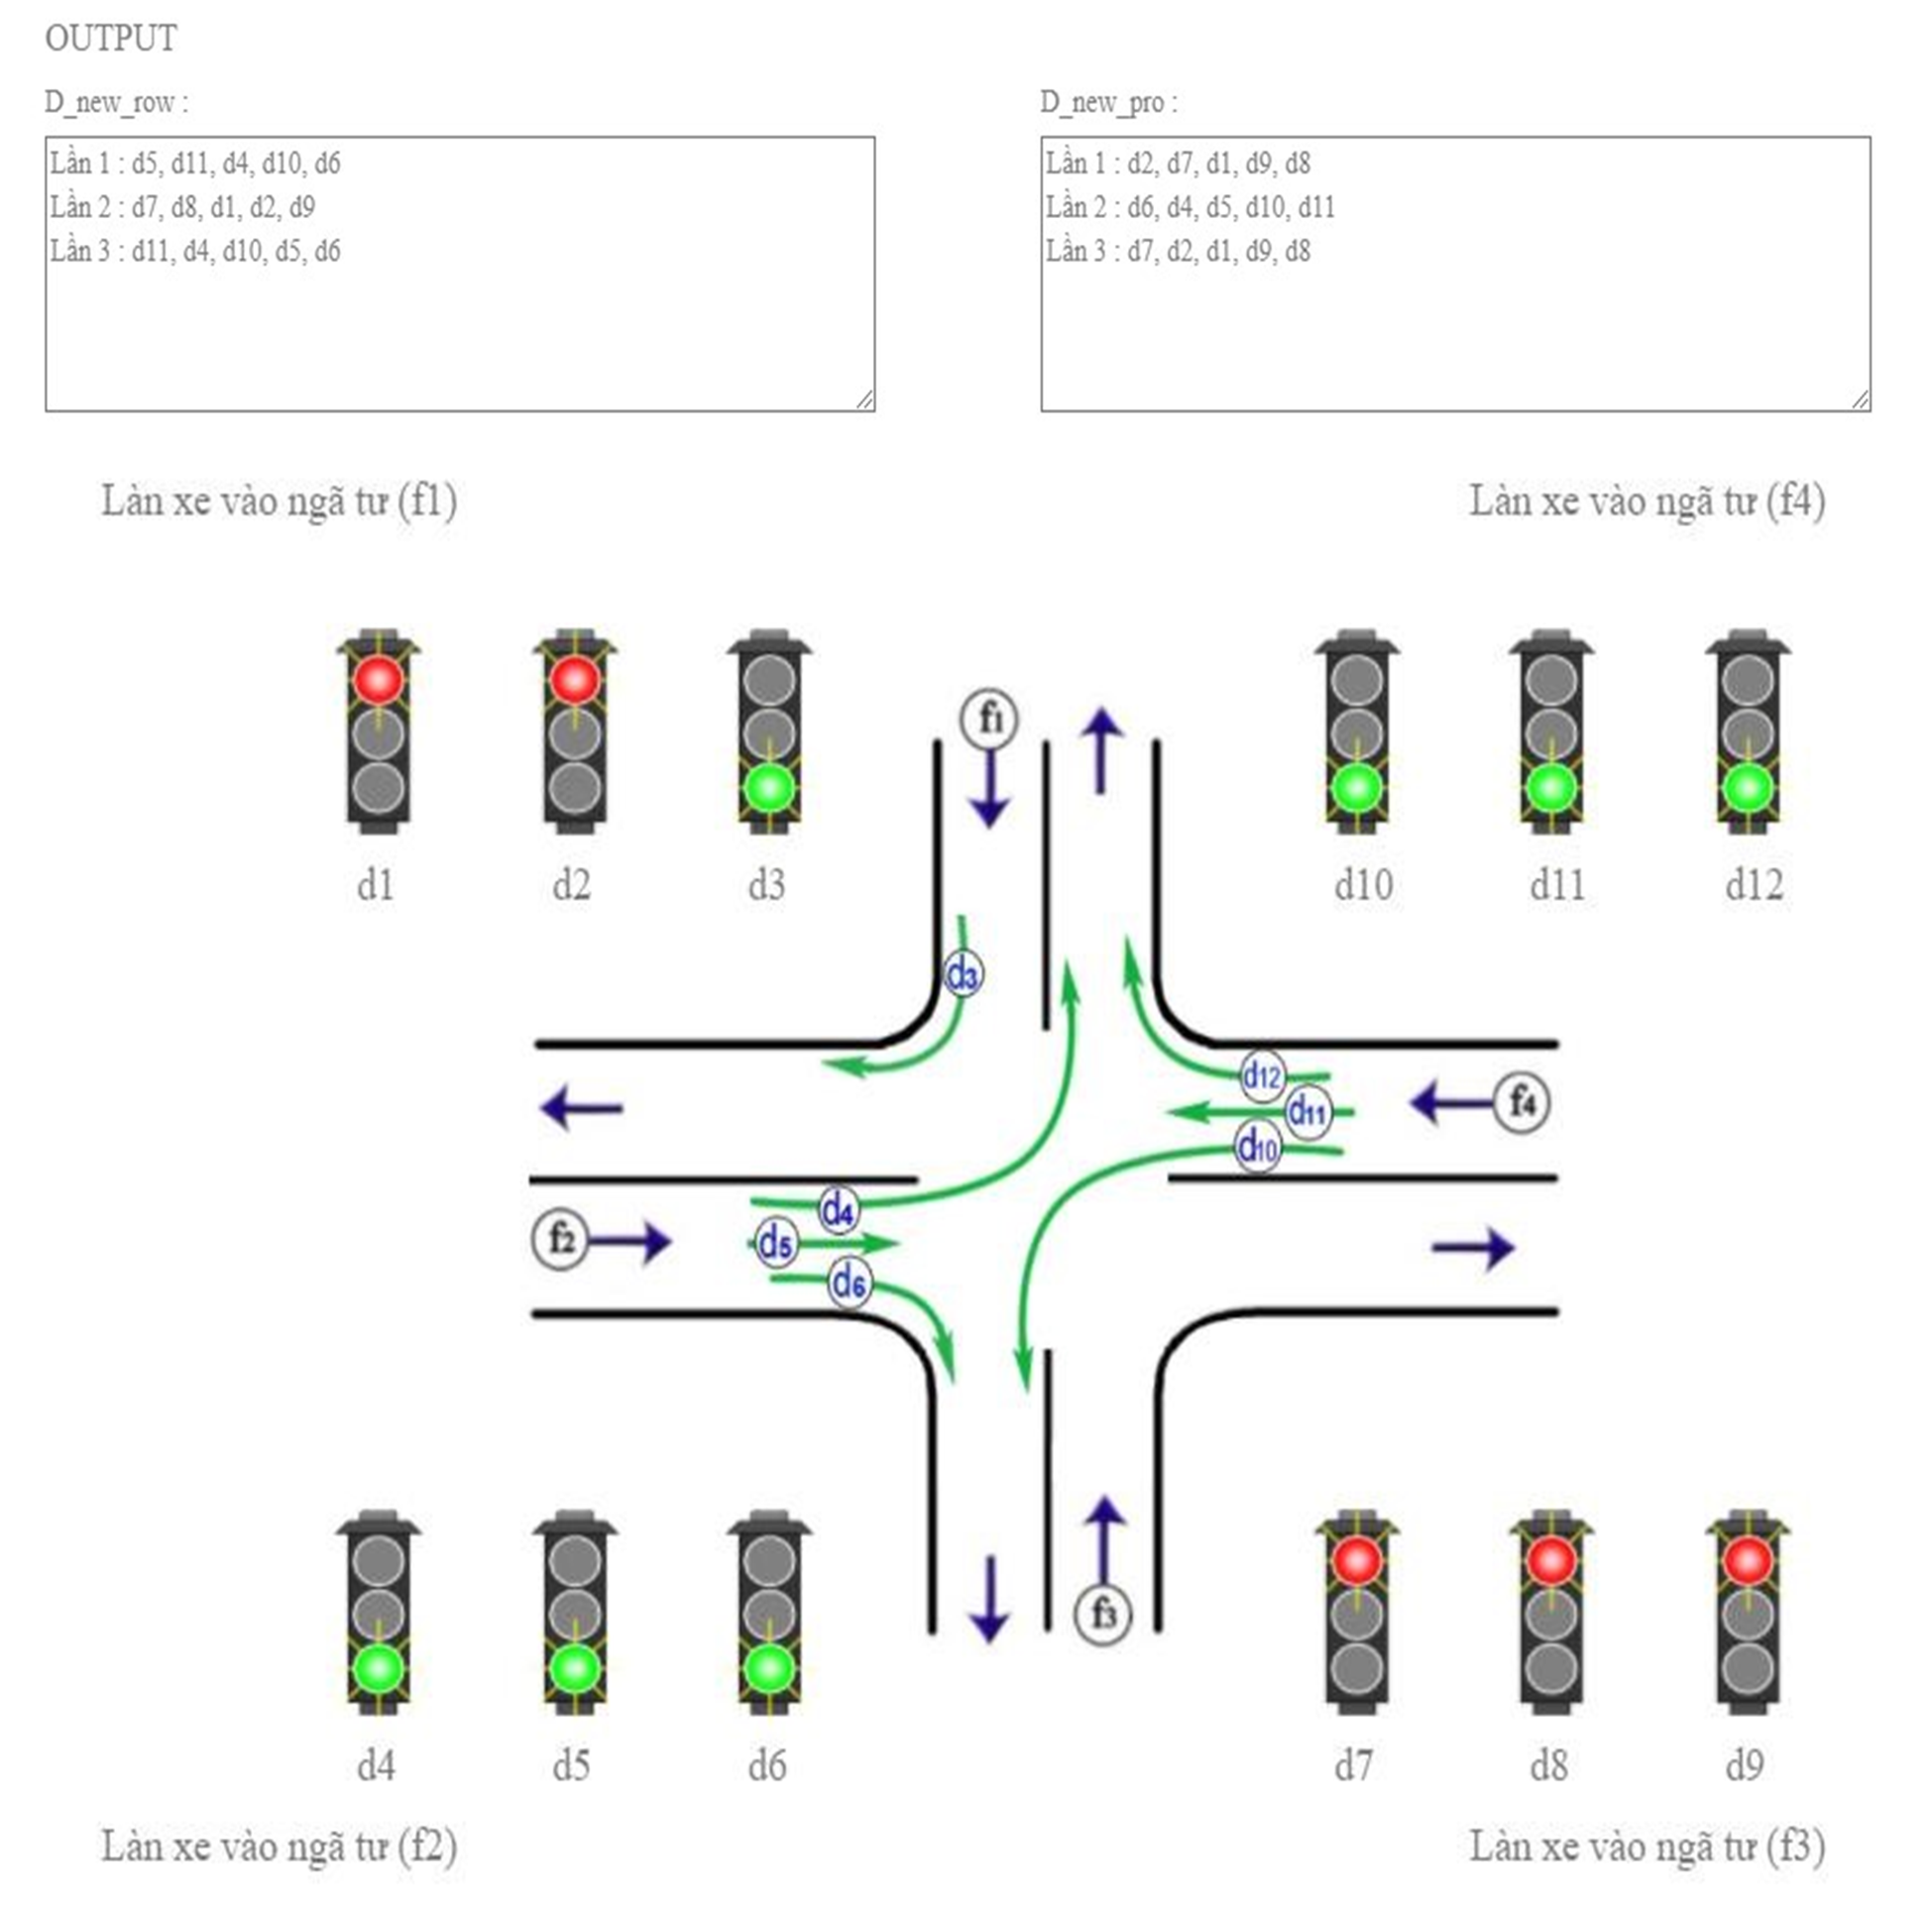 OUTPUT
D_new_row :
Lần 1 : d5, d11, d4, d10, d6
Lần 2 : d7, d8, d1, d2, d9
Lần 3 : d11, d4, d10, d5, d6
D_new_pro :
Lần 1 : d2, d7, d1, d9, d8
Lần 2 : d6, d4, d5, d10, d11
Lần 3 : d7, d2, d1, d9, d8
Làn xe vào ngã tư (f1)
Làn xe vào ngã tư (f4)
d1 d2 d3
d10 d11 d12
f1
d3
d12
d11
f4
d10
d4
f2
d5
d6
f3
d4 d5 d6
d7 d8 d9
Làn xe vào ngã tư (f2)
Làn xe vào ngã tư (f3)